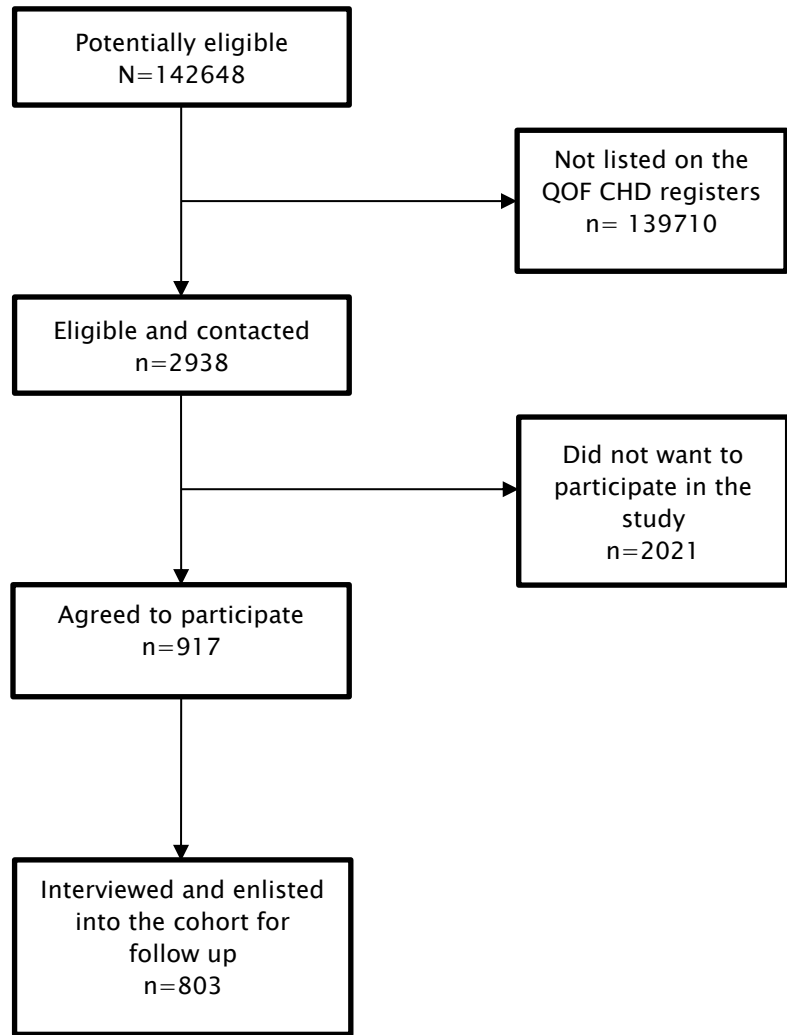 Potentially eligible
N=142648
Not listed on the
QOF CHD registers
n= 139710
Eligible and contacted
n=2938
Did not want to
participate in the
study
n=2021
Agreed to participate
n=917
Interviewed and enlisted
into the cohort for
follow up
n=803